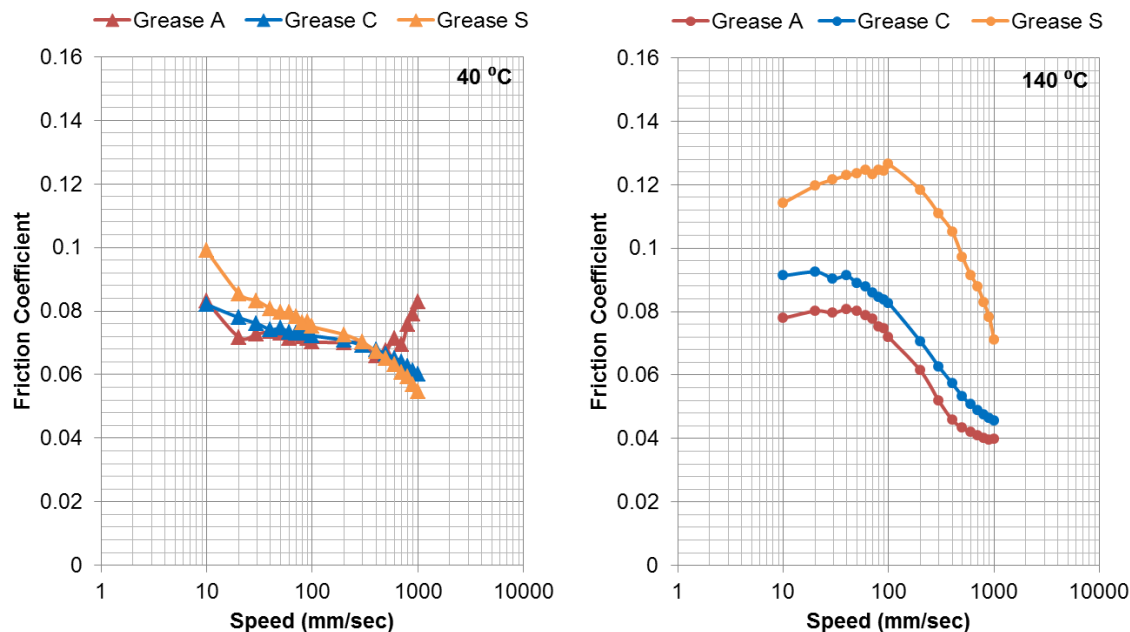 Grease A Grease C Grease S
40 ⁰C
0.16
0.14
0.12
0.1
0.08
0.06
0.04
0.02
0
Friction Coefficient
1 10 100 1000 10000
Speed (mm/sec)
Grease A Grease C Grease S
140 ⁰C
0.16
0.14
0.12
0.1
0.08
0.06
0.04
0.02
0
Friction Coefficient
1 10 100 1000 10000
Speed (mm/sec)